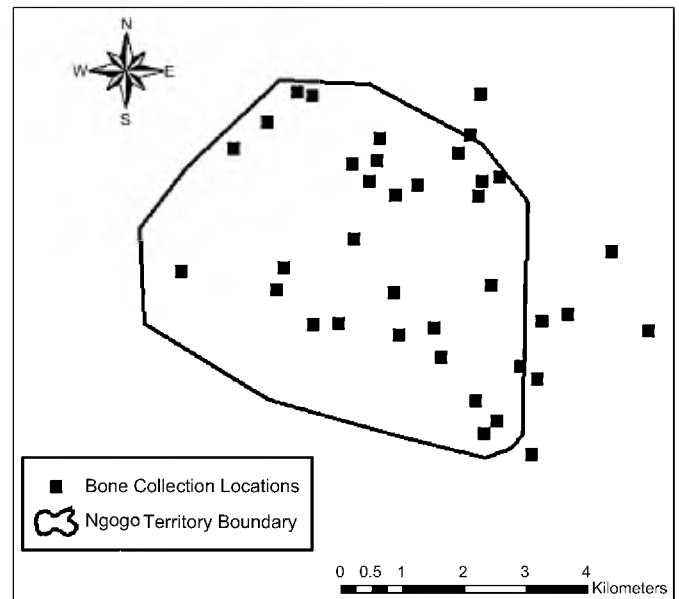 N
W E
S
Bone Collection Locations
Ngogo Territory Boundary
0 0.5 1 2 3 4
Kilometers